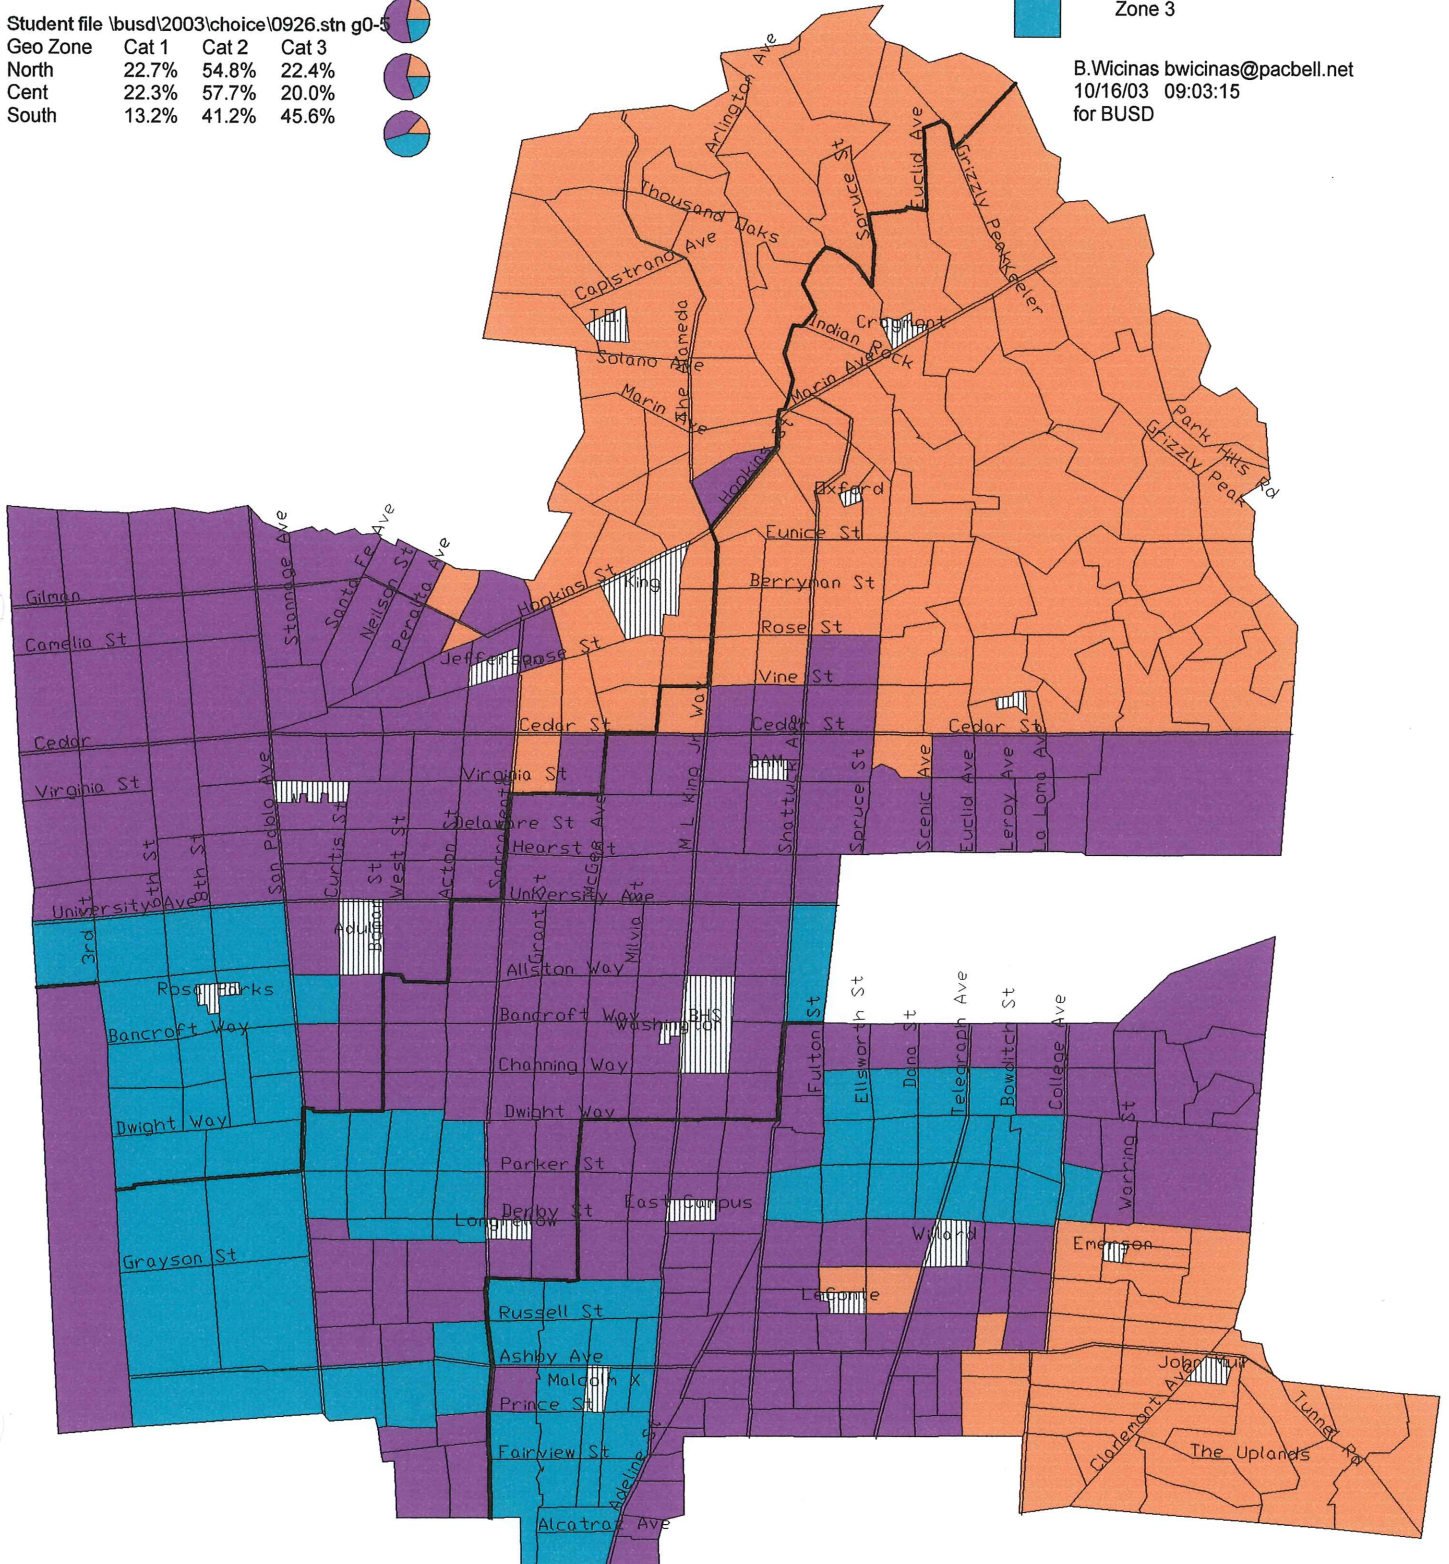 Student file \busd\2003\choice\0926.stn g0-5
Geo Zone Cat 1 Cat 2 Cat 3
North 22.7% 54.8% 22.4%
Cent 22.3% 57.7% 20.0%
South 13.2% 41.2% 45.6%
Zone 3
B.Wicinas bwicinas@pacbell.net
10/16/03 09:03:15
for BUSD
Arlington Ave
Spruce St
Euclid Ave
Grizzly Peak
Keeler
Thousand Oaks
Capistrano Ave
T.O.
The Alameda
Indian Rock
Cragmont
Solano Ave
Marin Ave
Marin Ave
Park Hills Rd
Grizzly Peak
Hopkins St
Oxford
Eunice St
Stannage Ave
Santa Fe Ave
Neilson St
Peralta Ave
Hopkins St
King
Berryman St
Gilman
Camelia St
Rose St
Jefferson
Rose St
Vine St
M L King Jr Way
Cedar St
Cedar St
Cedar St
Cedar
San Pablo Ave
BAM
Shattuck Ave
Spruce St
Scenic Ave
Euclid Ave
Leroy Ave
La Loma Ave
Virginia St
Virginia St
Delaware St
Hearst St
6th St
8th St
Curtis St
West St
Acton St
Sacramento
McGee Ave
University Ave
University Ave
3rd St
Adult
Bonar St
Grant St
Milvia St
Allston Way
Rosa Parks
Bancroft Way
Bancroft Way
Washington
BHS
Fulton St
Ellsworth St
Dana St
Telegraph Ave
Bowditch St
College Ave
Channing Way
Dwight Way
Dwight Way
Warring St
Parker St
Derby St
East Campus
Longfellow
Willard
Emerson
Grayson St
LeConte
Russell St
Ashby Ave
Malcolm X
John Muir
Prince St
Claremont Ave
Tunnel Rd
Fairview St
The Uplands
Adeline St
Alcatraz Ave